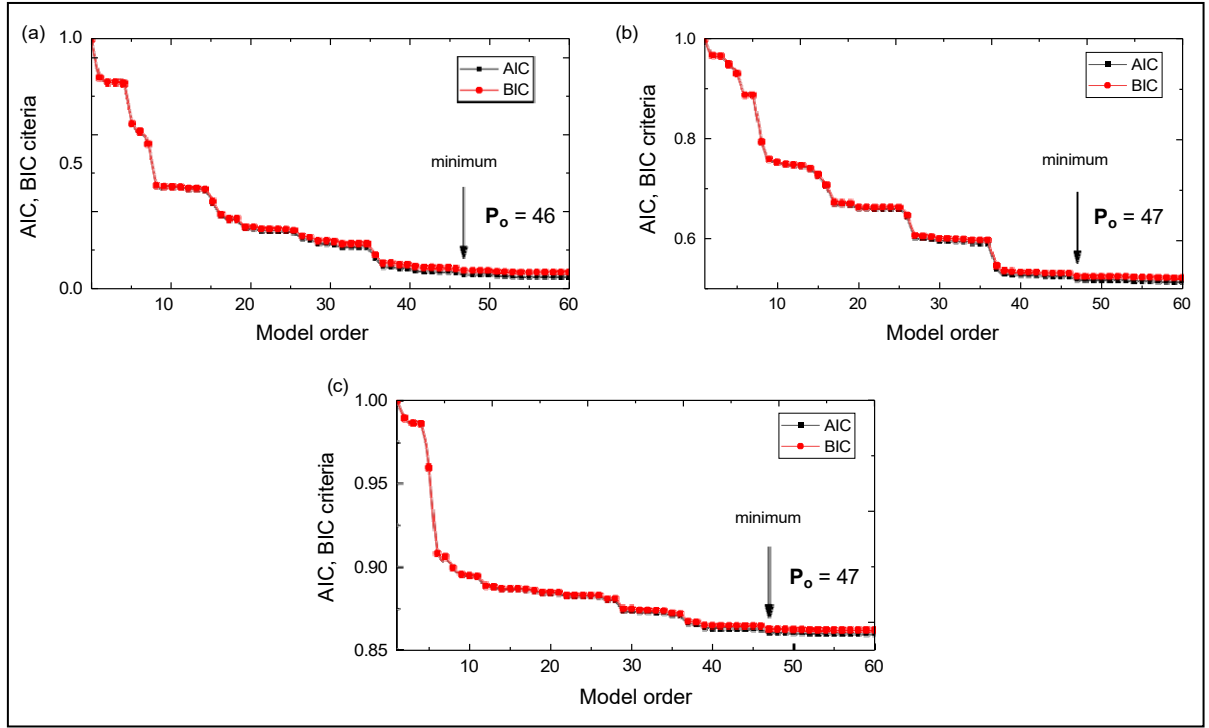 (a)
1.0
0.5
0.0
AIC, BIC citeria
AIC
BIC
minimum
Po = 46
10 20 30 40 50 60
Model order
(b)
1.0
0.8
0.6
AIC, BIC criteria
AIC
BIC
minimum
Po = 47
10 20 30 40 50 60
Model order
(c)
1.00
0.95
0.90
0.85
AIC, BIC criteria
AIC
BIC
minimum
Po = 47
10 20 30 40 50 60
Model order